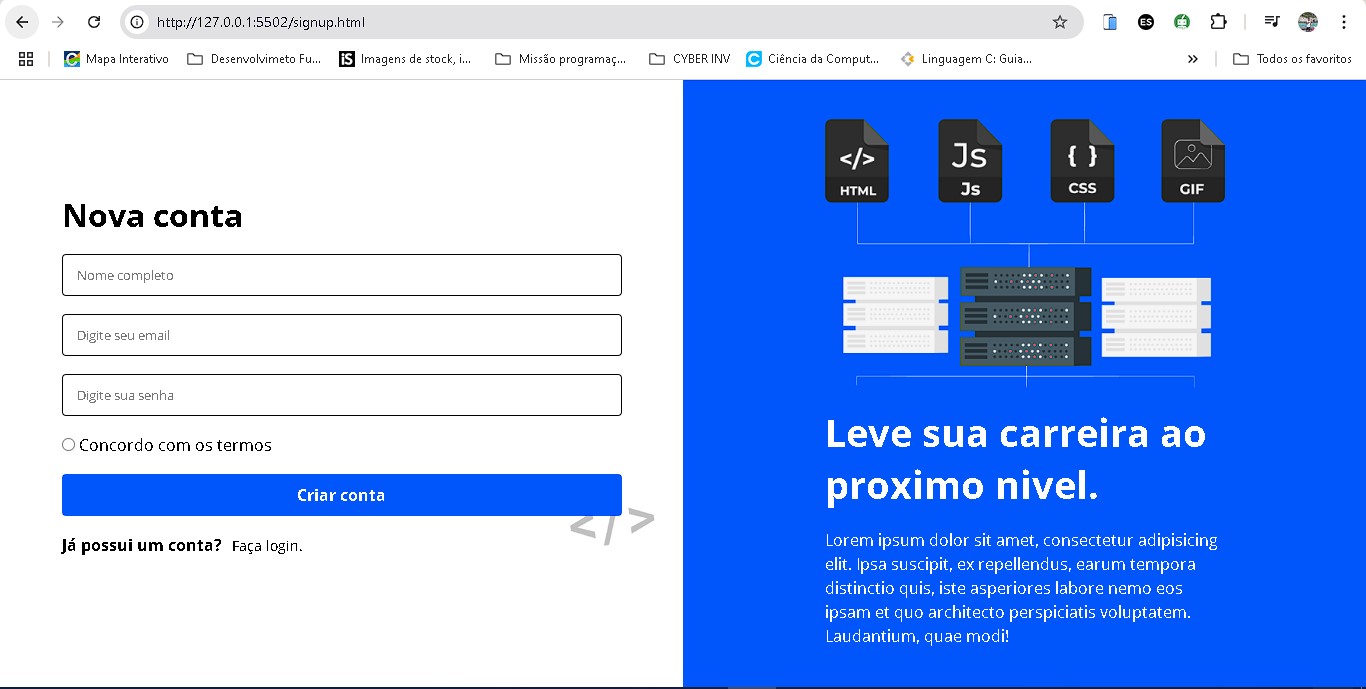 http://127.0.0.1:5502/signup.html
ES
Mapa Interativo
Desenvolvimeto Fu...
iS
Imagens de stock, i...
Missão programaç...
CYBER INV
Ciência da Comput...
Linguagem C: Guia...
»
Todos os favoritos
Nova conta
Nome completo
Digite seu email
Digite sua senha
Concordo com os termos
Criar conta
</>
Já possui um conta? Faça login.
</> Js { }
HTML Js CSS GIF
Leve sua carreira ao
proximo nivel.
Lorem ipsum dolor sit amet, consectetur adipisicing
elit. Ipsa suscipit, ex repellendus, earum tempora
distinctio quis, iste asperiores labore nemo eos
ipsam et quo architecto perspiciatis voluptatem.
Laudantium, quae modi!